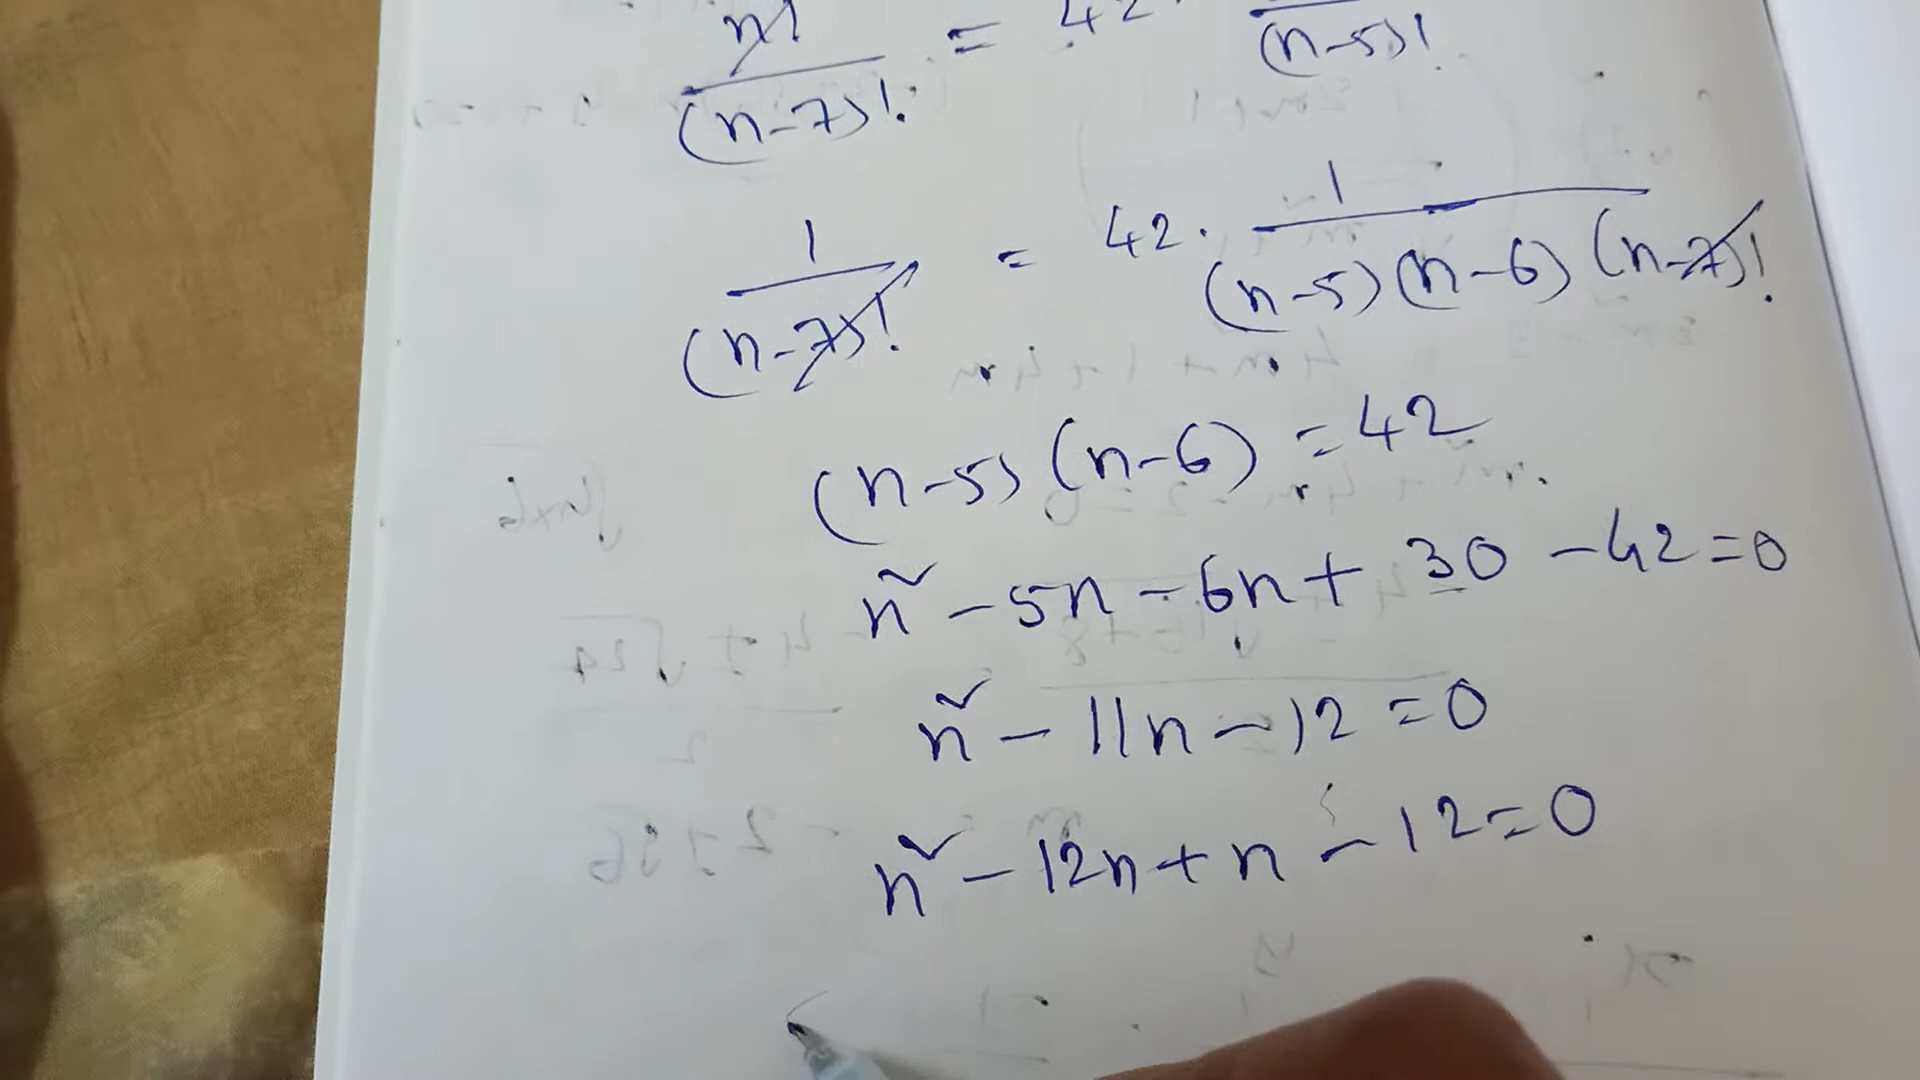 n!/(n-7)! = 42 · /(n-5)!
1/(n-7)! = 42 · 1/(n-5)(n-6)(n-7)!
(n-5)(n-6) = 42
n² - 5n - 6n + 30 - 42 = 0
n² - 11n - 12 = 0
n² - 12n + n - 12 = 0